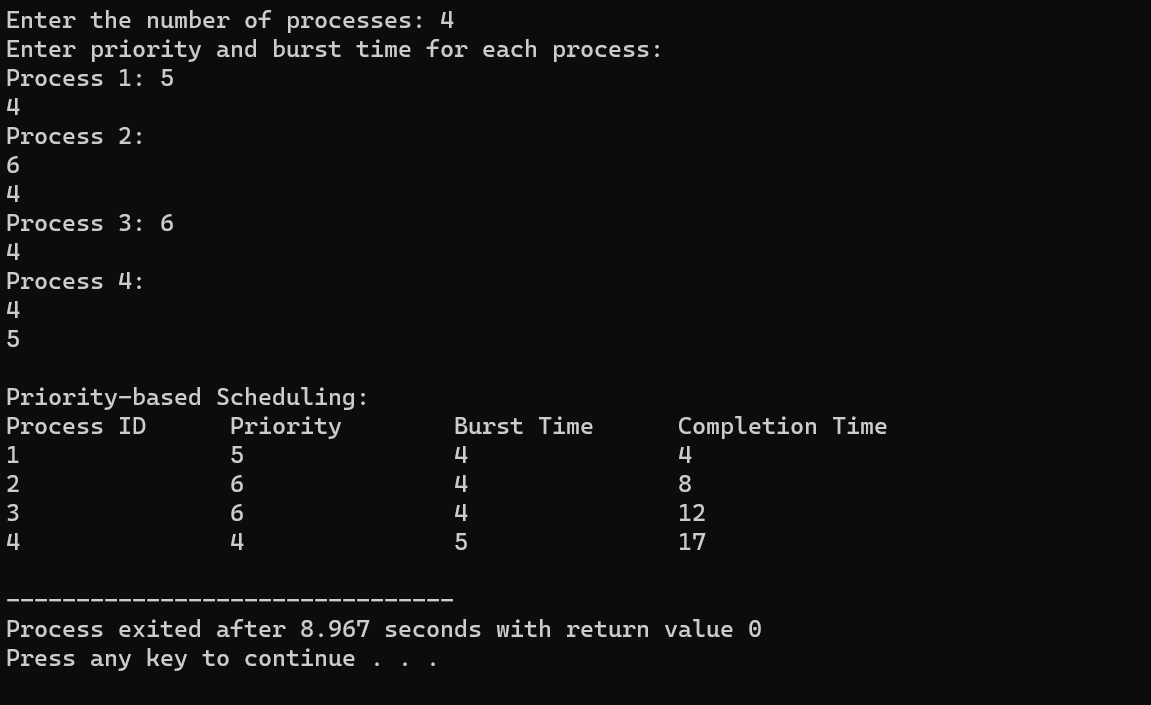 Enter the number of processes: 4
Enter priority and burst time for each process:
Process 1: 5
4
Process 2:
6
4
Process 3: 6
4
Process 4:
4
5
Priority-based Scheduling:
Process ID Priority Burst Time Completion Time
1 5 4 4
2 6 4 8
3 6 4 12
4 4 5 17
--------------------------------
Process exited after 8.967 seconds with return value 0
Press any key to continue . . .